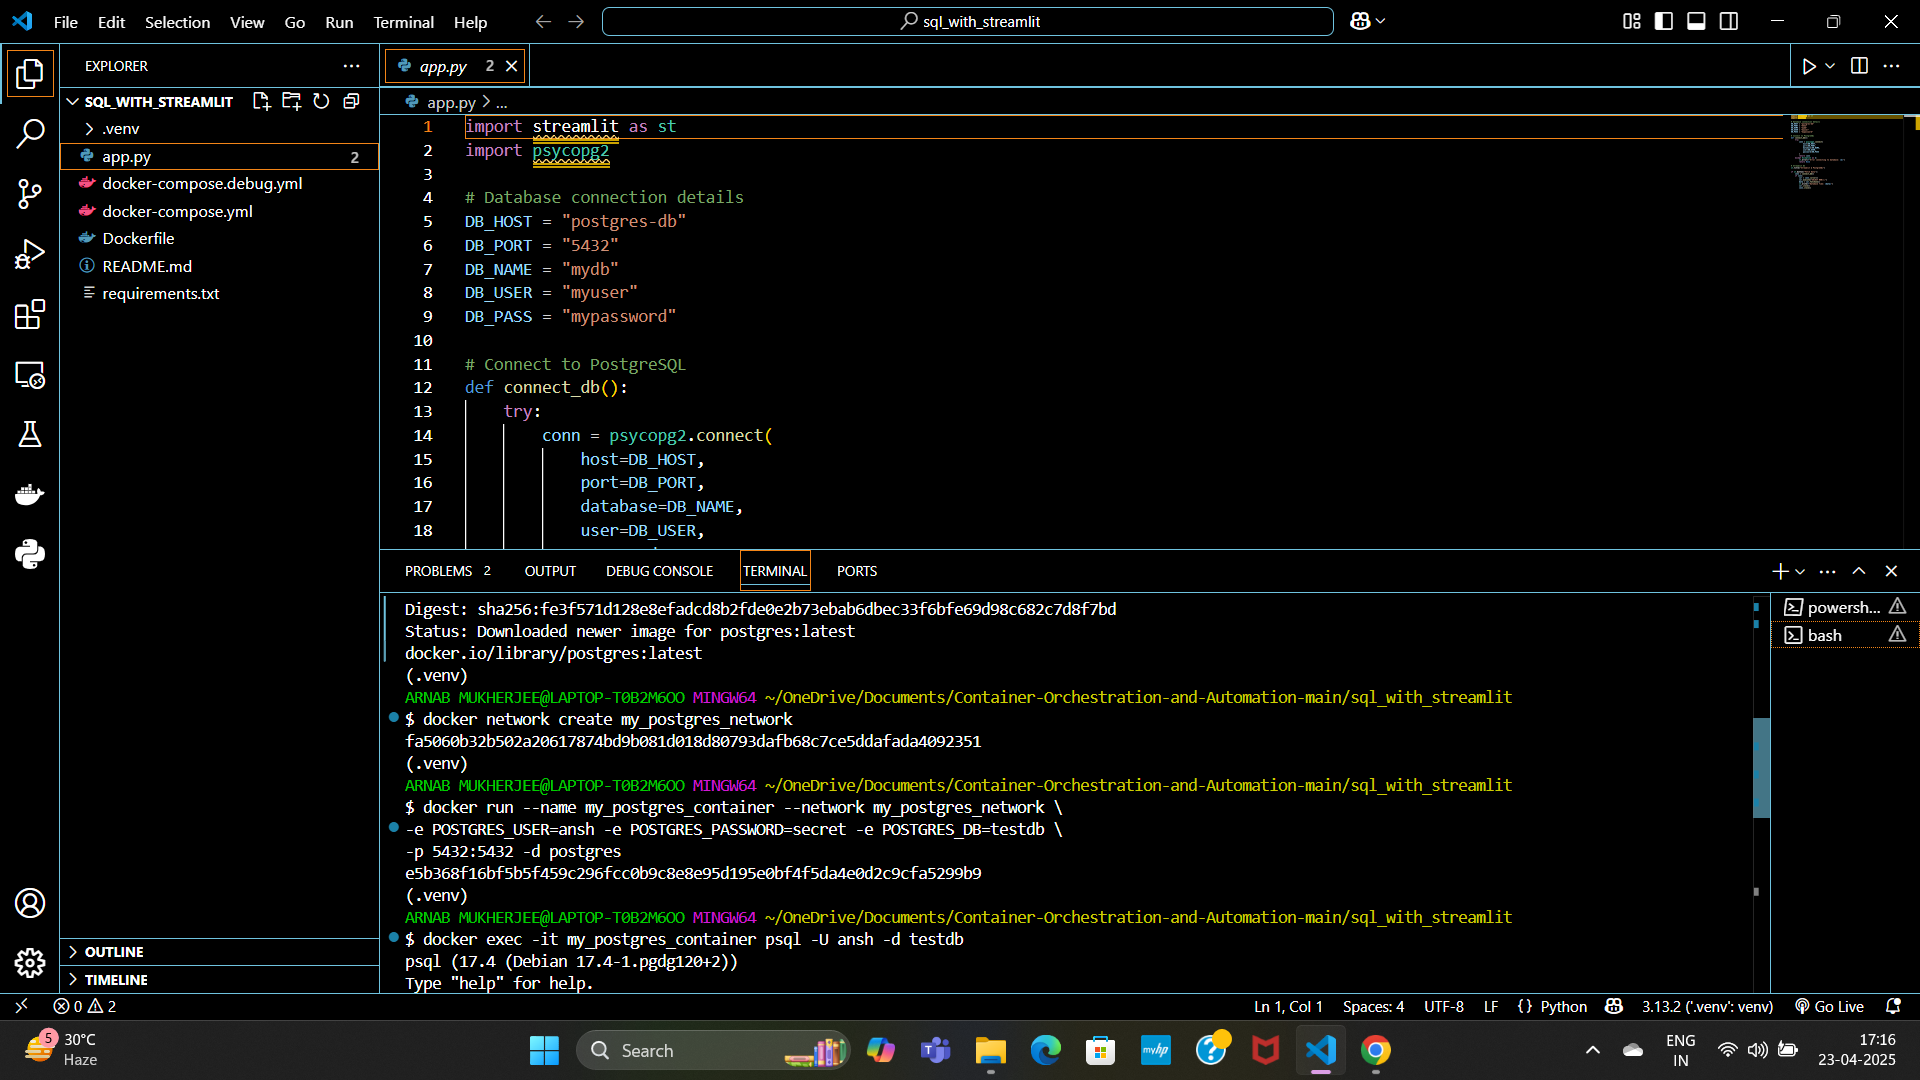 File Edit Selection View Go Run Terminal Help
sql_with_streamlit
EXPLORER
SQL_WITH_STREAMLIT
.venv
app.py 2
docker-compose.debug.yml
docker-compose.yml
Dockerfile
README.md
requirements.txt
OUTLINE
TIMELINE
app.py 2
app.py > ...
1 import streamlit as st
2 import psycopg2
3
4 # Database connection details
5 DB_HOST = "postgres-db"
6 DB_PORT = "5432"
7 DB_NAME = "mydb"
8 DB_USER = "myuser"
9 DB_PASS = "mypassword"
10
11 # Connect to PostgreSQL
12 def connect_db():
13 try:
14 conn = psycopg2.connect(
15 host=DB_HOST,
16 port=DB_PORT,
17 database=DB_NAME,
18 user=DB_USER,
PROBLEMS 2 OUTPUT DEBUG CONSOLE TERMINAL PORTS
Digest: sha256:fe3f571d128e8efadcd8b2fde0e2b73ebab6dbec33f6bfe69d98c682c7d8f7bd
Status: Downloaded newer image for postgres:latest
docker.io/library/postgres:latest
(.venv)
ARNAB MUKHERJEE@LAPTOP-T0B2M6OO MINGW64 ~/OneDrive/Documents/Container-Orchestration-and-Automation-main/sql_with_streamlit
$ docker network create my_postgres_network
fa5060b32b502a20617874bd9b081d018d80793dafb68c7ce5ddafada4092351
(.venv)
ARNAB MUKHERJEE@LAPTOP-T0B2M6OO MINGW64 ~/OneDrive/Documents/Container-Orchestration-and-Automation-main/sql_with_streamlit
$ docker run --name my_postgres_container --network my_postgres_network \
-e POSTGRES_USER=ansh -e POSTGRES_PASSWORD=secret -e POSTGRES_DB=testdb \
-p 5432:5432 -d postgres
e5b368f16bf5b5f459c296fcc0b9c8e8e95d195e0bf4f5da4e0d2c9cfa5299b9
(.venv)
ARNAB MUKHERJEE@LAPTOP-T0B2M6OO MINGW64 ~/OneDrive/Documents/Container-Orchestration-and-Automation-main/sql_with_streamlit
$ docker exec -it my_postgres_container psql -U ansh -d testdb
psql (17.4 (Debian 17.4-1.pgdg120+2))
Type "help" for help.
powersh...
bash
0 2
Ln 1, Col 1 Spaces: 4 UTF-8 LF {} Python 3.13.2 ('.venv': venv) Go Live
5
30°C
Haze
Search
myhp
ENG
IN
17:16
23-04-2025